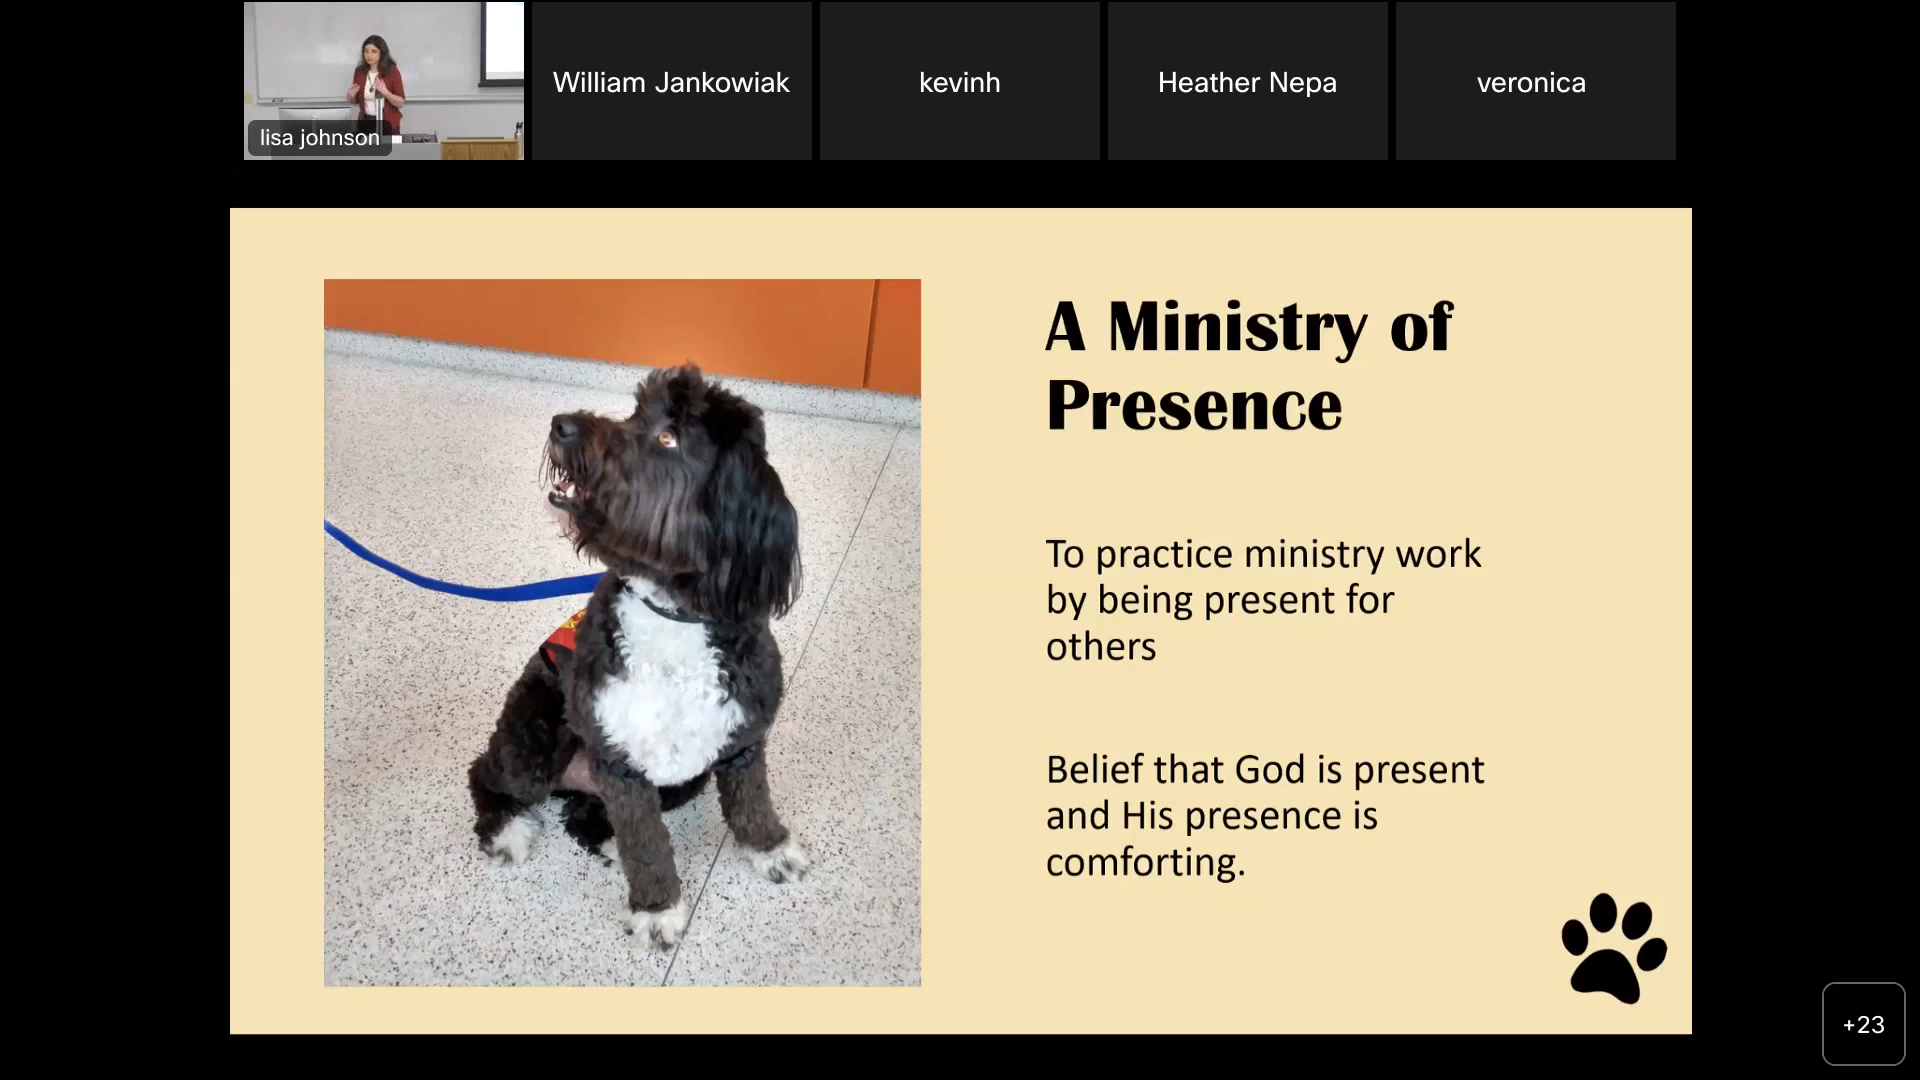 lisa johnson
William Jankowiak
kevinh
Heather Nepa
veronica
A Ministry of
Presence
To practice ministry work
by being present for
others
Belief that God is present
and His presence is
comforting.
+23